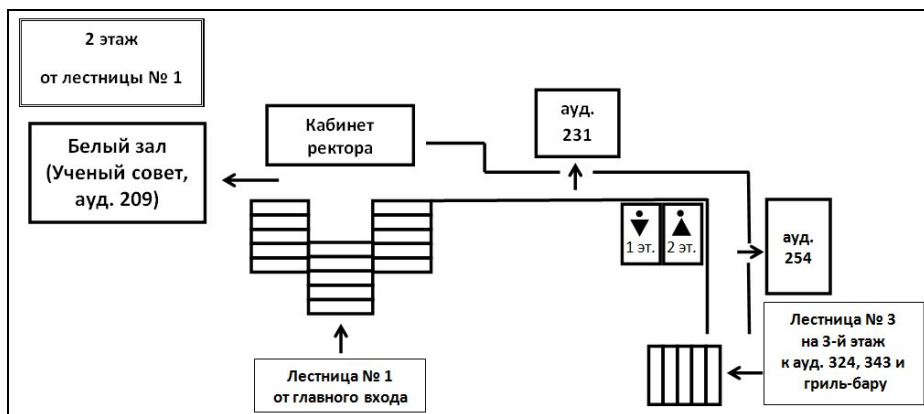 2 этаж
от лестницы № 1
Белый зал
(Ученый совет,
ауд. 209)
Кабинет
ректора
ауд.
231
1 эт.
2 эт.
ауд.
254
Лестница № 1
от главного входа
Лестница № 3
на 3-й этаж
к ауд. 324, 343 и
гриль-бару